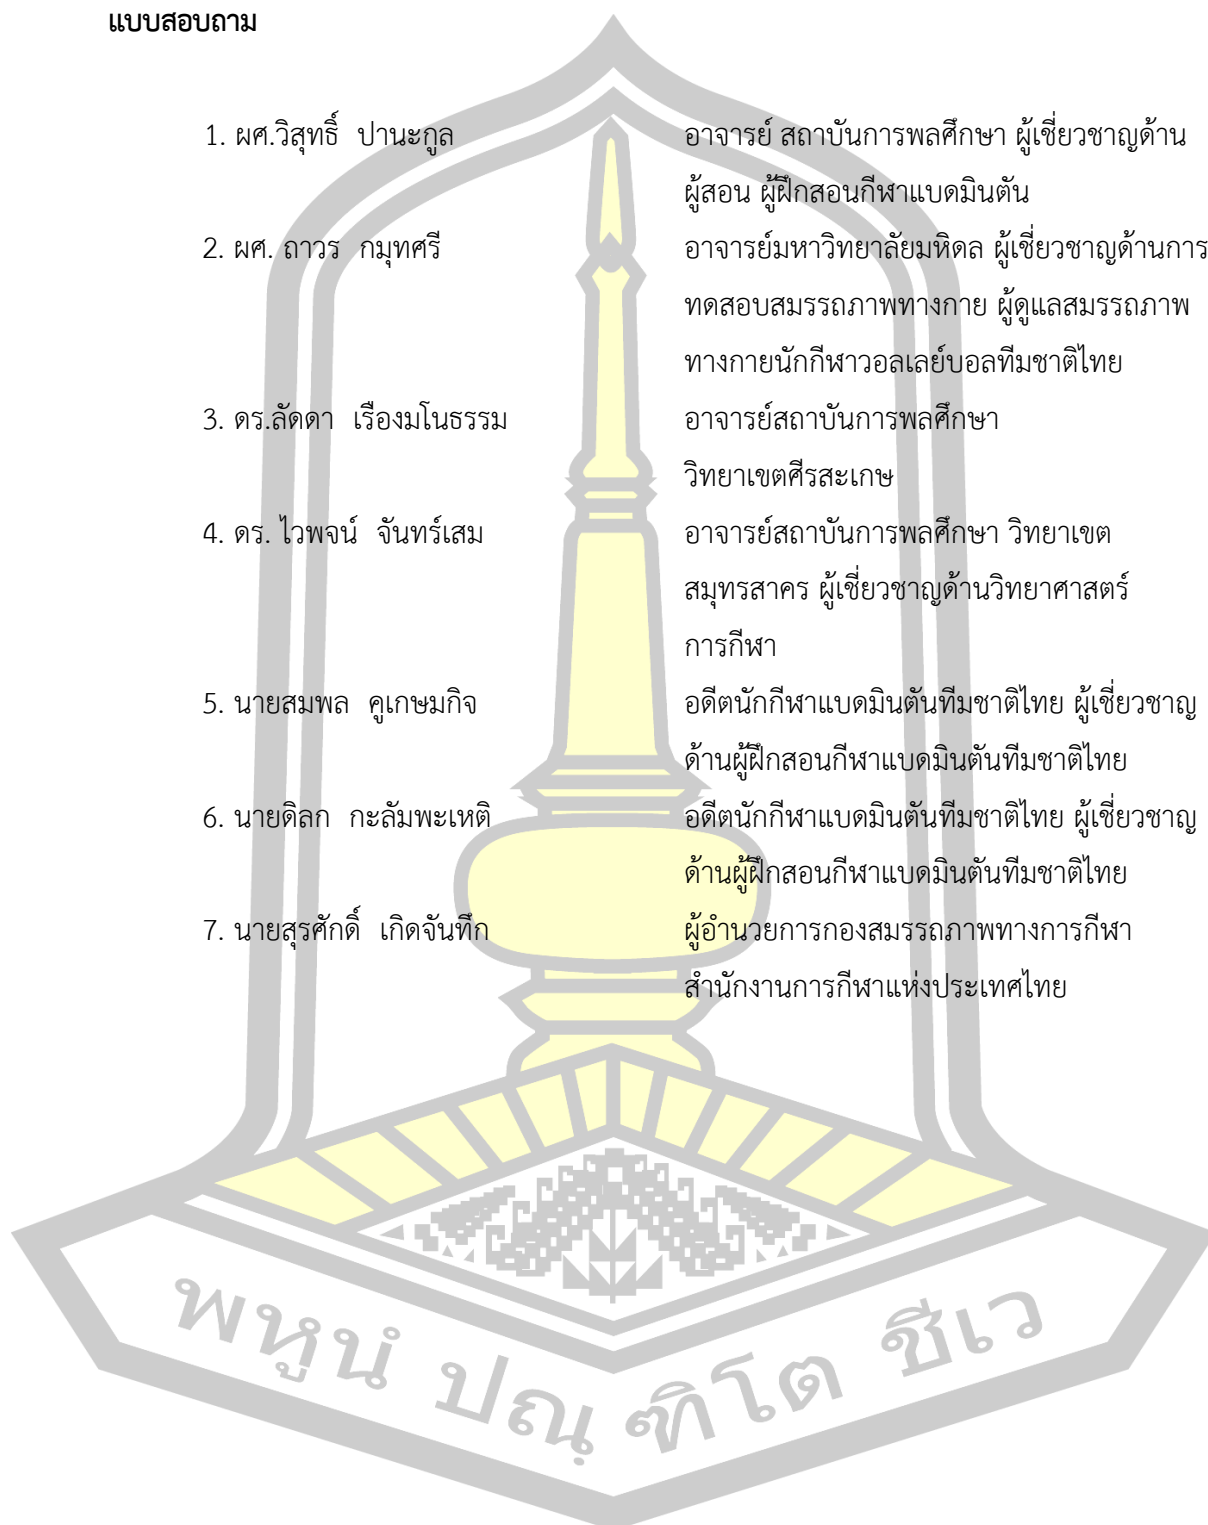 แบบสอบถาม
1. ผศ.วิสุทธิ์ ปานะกูล อาจารย์ สถาบันการพลศึกษา ผู้เชี่ยวชาญด้าน
ผู้สอน ผู้ฝึกสอนกีฬาแบดมินตัน
2. ผศ. ถาวร กมุทศรี อาจารย์มหาวิทยาลัยมหิดล ผู้เชี่ยวชาญด้านการ
ทดสอบสมรรถภาพทางกาย ผู้ดูแลสมรรถภาพ
ทางกายนักกีฬาวอลเลย์บอลทีมชาติไทย
3. ดร.ลัดดา เรืองมโนธรรม อาจารย์สถาบันการพลศึกษา
วิทยาเขตศีรสะเกษ
4. ดร. ไวพจน์ จันทร์เสม อาจารย์สถาบันการพลศึกษา วิทยาเขต
สมุทรสาคร ผู้เชี่ยวชาญด้านวิทยาศาสตร์
การกีฬา
5. นายสมพล คูเกษมกิจ อดีตนักกีฬาแบดมินตันทีมชาติไทย ผู้เชี่ยวชาญ
ด้านผู้ฝึกสอนกีฬาแบดมินตันทีมชาติไทย
6. นายดิลก กะลัมพะเหติ อดีตนักกีฬาแบดมินตันทีมชาติไทย ผู้เชี่ยวชาญ
ด้านผู้ฝึกสอนกีฬาแบดมินตันทีมชาติไทย
7. นายสุรศักดิ์ เกิดจันทึก ผู้อำนวยการกองสมรรถภาพทางการกีฬา
สำนักงานการกีฬาแห่งประเทศไทย
พหูนํ ปณฺฑิโต ชีเว